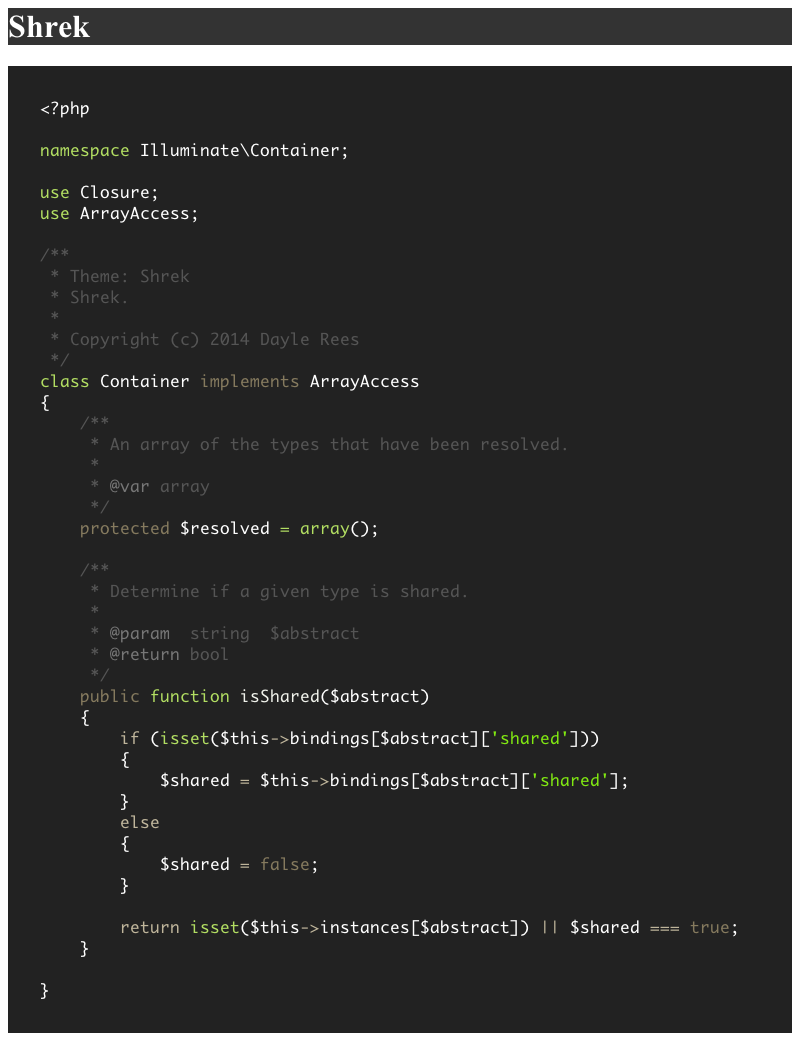 Shrek
<?php
namespace Illuminate\Container;
use Closure;
use ArrayAccess;
/**
 * Theme: Shrek
 * Shrek.
 *
 * Copyright (c) 2014 Dayle Rees
 */
class Container implements ArrayAccess
{
    /**
     * An array of the types that have been resolved.
     *
     * @var array
     */
    protected $resolved = array();
    /**
     * Determine if a given type is shared.
     *
     * @param  string  $abstract
     * @return bool
     */
    public function isShared($abstract)
    {
        if (isset($this->bindings[$abstract]['shared']))
        {
            $shared = $this->bindings[$abstract]['shared'];
        }
        else
        {
            $shared = false;
        }
        return isset($this->instances[$abstract]) || $shared === true;
    }
}